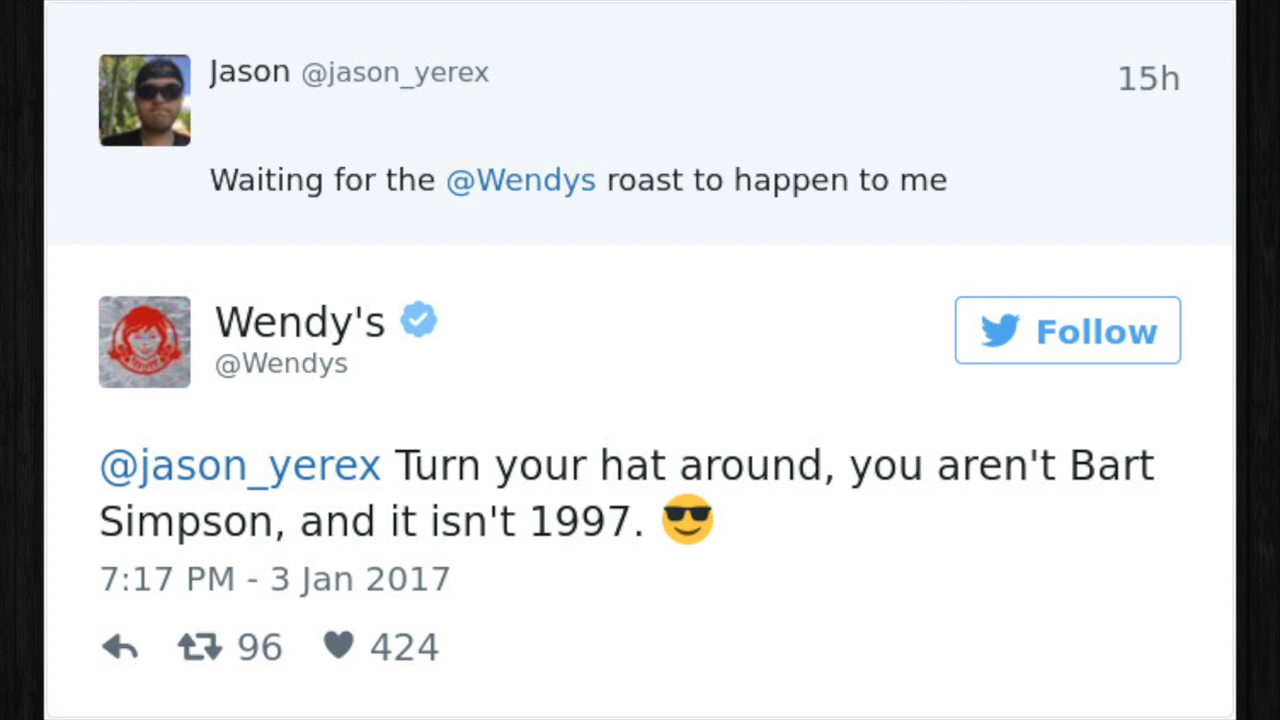 Jason @jason_yerex 15h
Waiting for the @Wendys roast to happen to me
Wendy's
@Wendys
Follow
@jason_yerex Turn your hat around, you aren't Bart
Simpson, and it isn't 1997. 😎
7:17 PM - 3 Jan 2017
96 424